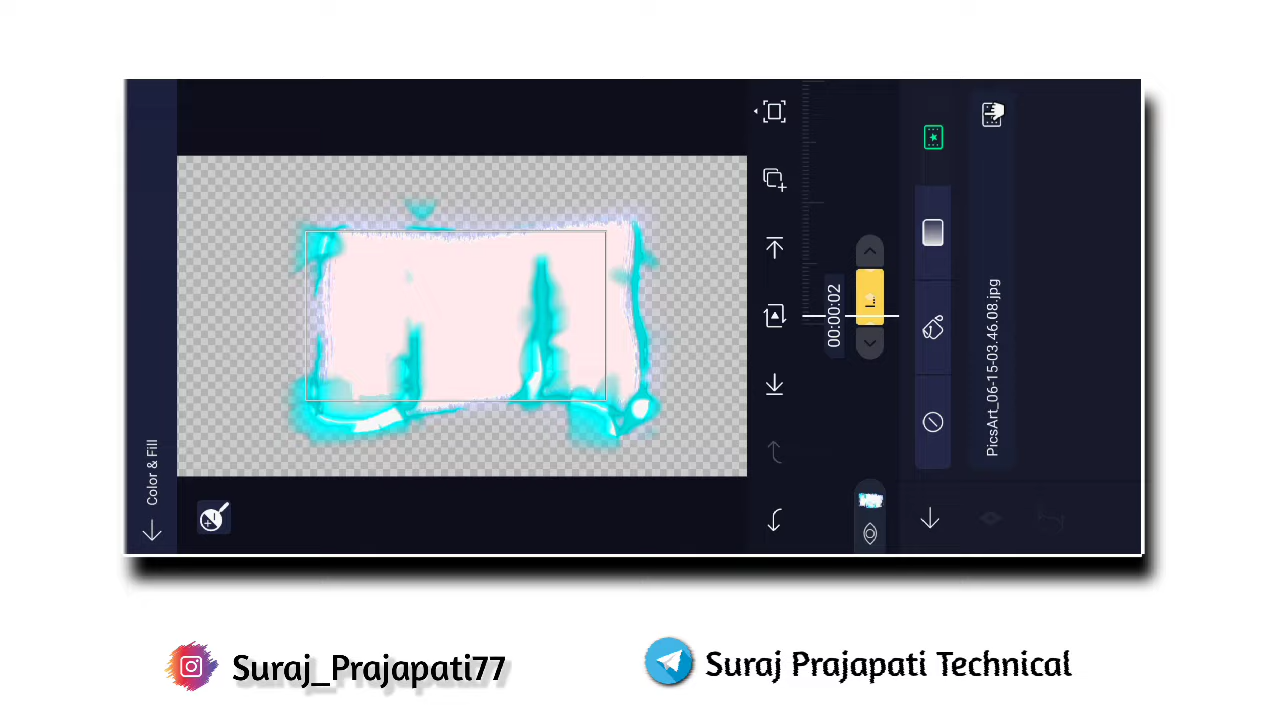 Color & Fill
00:00:02
I...
PicsArt_06-15-03.46.08.jpg
Suraj_Prajapati77
Suraj Prajapati Technical